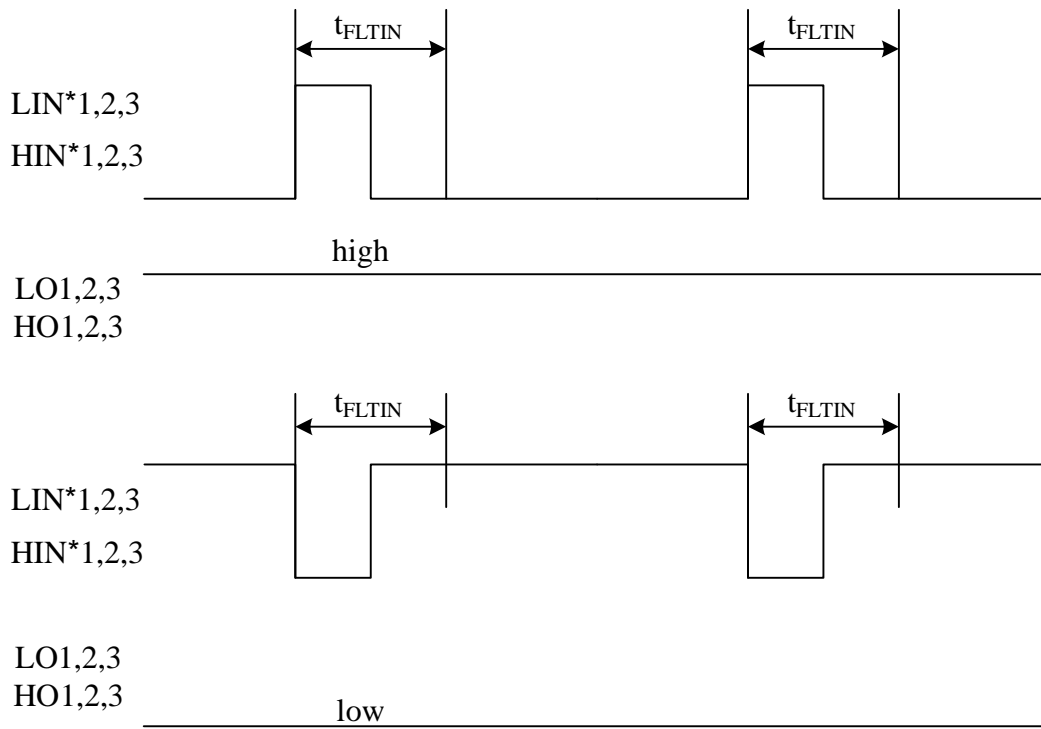 tFLTIN tFLTIN
LIN*1,2,3
HIN*1,2,3
high
LO1,2,3
HO1,2,3
tFLTIN tFLTIN
LIN*1,2,3
HIN*1,2,3
LO1,2,3
HO1,2,3
low